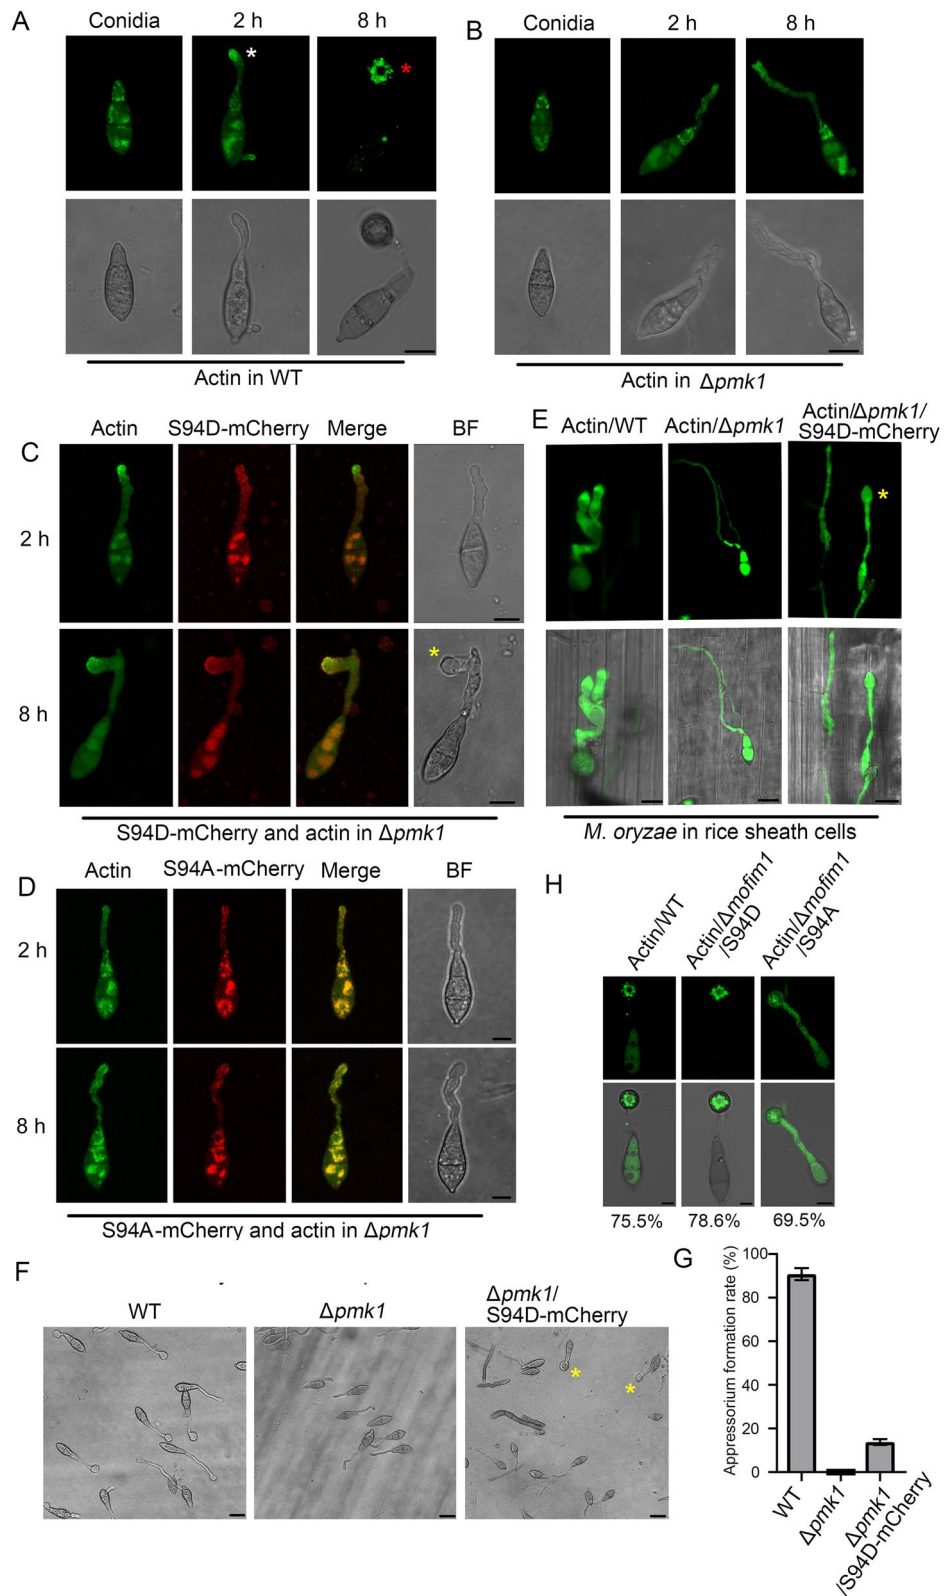 A
Conidia 2 h 8 h
*
*
Actin in WT
B
Conidia 2 h 8 h
Actin in Δpmk1
C
Actin S94D-mCherry Merge BF
2 h
8 h
*
S94D-mCherry and actin in Δpmk1
E
Actin/WT Actin/Δpmk1 Actin/Δpmk1/
S94D-mCherry
*
M. oryzae in rice sheath cells
D
Actin S94A-mCherry Merge BF
2 h
8 h
S94A-mCherry and actin in Δpmk1
H
Actin/WT
Actin/Δmofim1
/S94D
Actin/Δmofim1
/S94A
75.5% 78.6% 69.5%
F
WT Δpmk1 Δpmk1/
S94D-mCherry
*
*
G
Appressorium formation rate (%)
100
80
60
40
20
0
WT
Δpmk1
Δpmk1
/S94D-mCherry